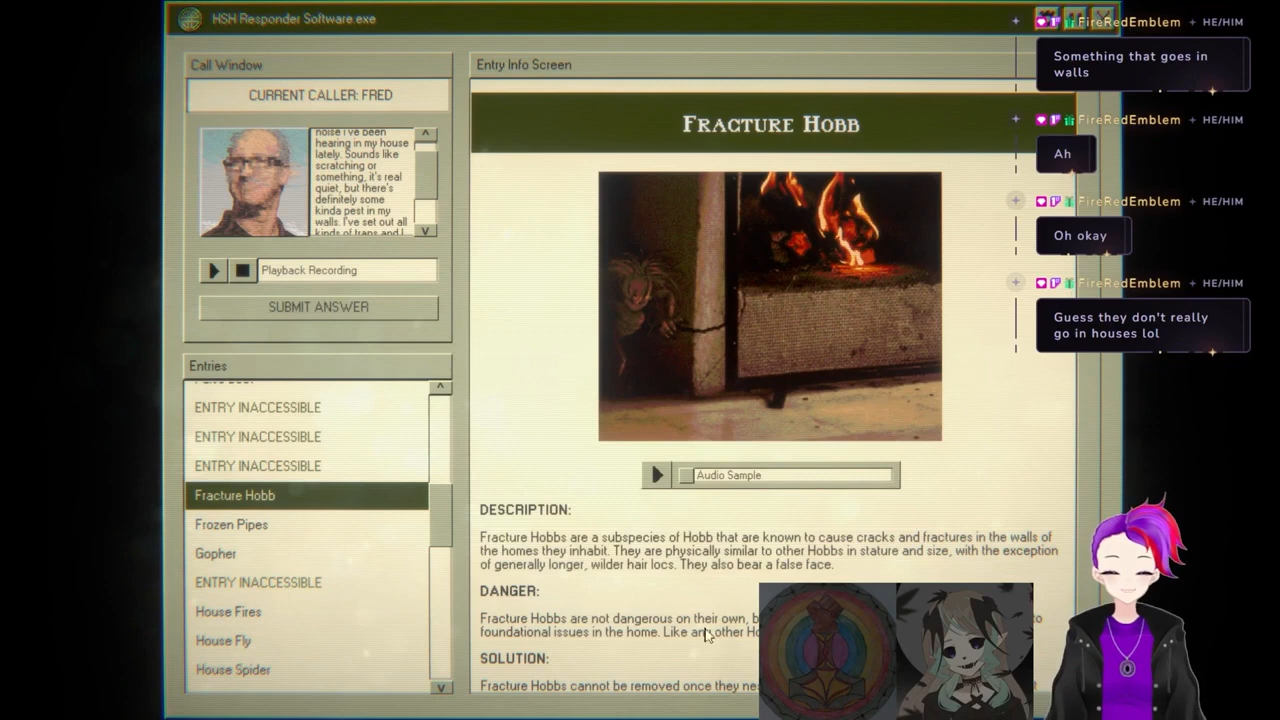 HSH Responder Software.exe
Call Window
CURRENT CALLER: FRED
noise I've been
hearing in my house
lately. Sounds like
scratching or
something, it's real
quiet, but there's
definitely some
kinda pest in my
walls. I've set out all
kinds of traps and I
Playback Recording
SUBMIT ANSWER
Entries
ENTRY INACCESSIBLE
ENTRY INACCESSIBLE
ENTRY INACCESSIBLE
Fracture Hobb
Frozen Pipes
Gopher
ENTRY INACCESSIBLE
House Fires
House Fly
House Spider
Entry Info Screen
FRACTURE HOBB
Audio Sample
DESCRIPTION:
Fracture Hobbs are a subspecies of Hobb that are known to cause cracks and fractures in the walls of
the homes they inhabit. They are physically similar to other Hobbs in stature and size, with the exception
of generally longer, wilder hair locs. They also bear a false face.
DANGER:
Fracture Hobbs are not dangerous on their own, b to
foundational issues in the home. Like any other Ho
SOLUTION:
Fracture Hobbs cannot be removed once they nes
FireRedEmblem + HE/HIM
Something that goes in
walls
FireRedEmblem + HE/HIM
Ah
FireRedEmblem + HE/HIM
Oh okay
FireRedEmblem + HE/HIM
Guess they don't really
go in houses lol